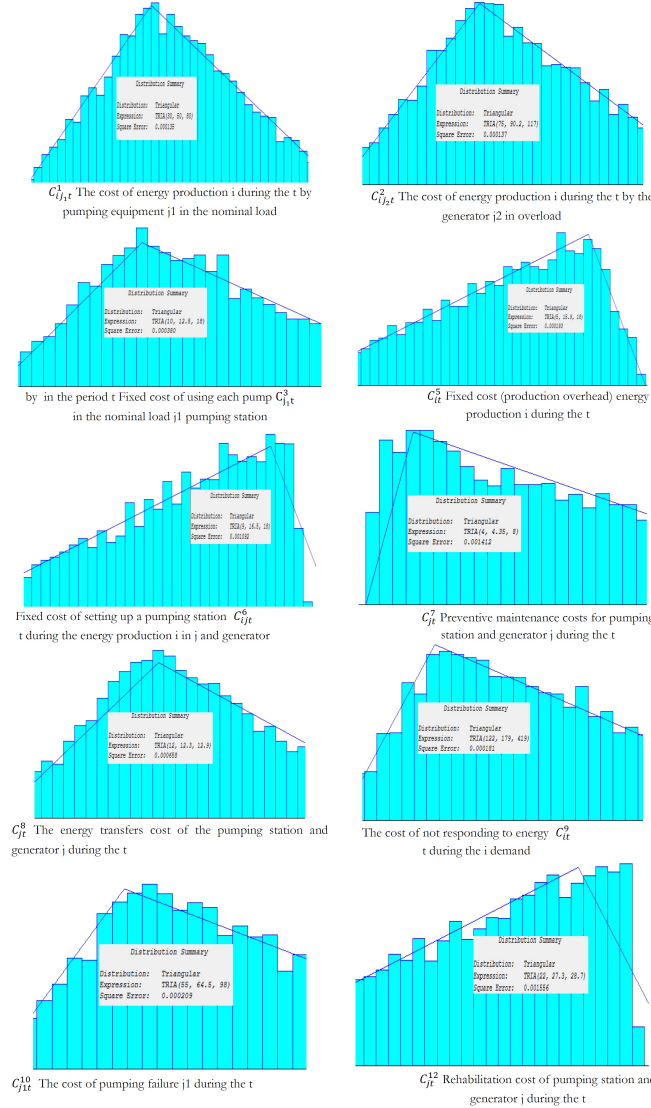 Distribution Summary
Distribution: Triangular
Expression: TRIA(30, 50, 80)
Square Error: 0.000135
C¹ᵢⱼ₁ₜ The cost of energy production i during the t by
pumping equipment j1 in the nominal load
Distribution Summary
Distribution: Triangular
Expression: TRIA(75, 90.2, 117)
Square Error: 0.000137
C²ᵢⱼ₂ₜ The cost of energy production i during the t by the
generator j2 in overload
Distribution Summary
Distribution: Triangular
Expression: TRIA(10, 12.8, 18)
Square Error: 0.000380
by in the period t Fixed cost of using each pump C³ⱼ₁ₜ
in the nominal load j1 pumping station
Distribution Summary
Distribution: Triangular
Expression:
Square Error:
C⁵ᵢₜ Fixed cost (production overhead) energy
production i during the t
Distribution Summary
Distribution: Triangular
Expression: TRIA(9, 16.5, 18)
Square Error:
Fixed cost of setting up a pumping station C⁶ᵢⱼₜ
t during the energy production i in j and generator
Distribution Summary
Distribution: Triangular
Expression: TRIA(4, 4.35, 8)
Square Error: 0.001412
C⁷ⱼₜ Preventive maintenance costs for pumping
station and generator j during the t
Distribution Summary
Distribution: Triangular
Expression: TRIA(12, 12.3, 12.9)
Square Error: 0.000658
C⁸ⱼₜ The energy transfers cost of the pumping station and
generator j during the t
Distribution Summary
Distribution: Triangular
Expression: TRIA(122, 179, 419)
Square Error: 0.000181
The cost of not responding to energy C⁹ᵢₜ
t during the i demand
Distribution Summary
Distribution: Triangular
Expression: TRIA(55, 64.5, 98)
Square Error: 0.000209
C¹⁰ⱼ₁ₜ The cost of pumping failure j1 during the t
Distribution Summary
Distribution: Triangular
Expression: TRIA(22, 27.3, 28.7)
Square Error: 0.001556
C¹²ⱼₜ Rehabilitation cost of pumping station and
generator j during the t